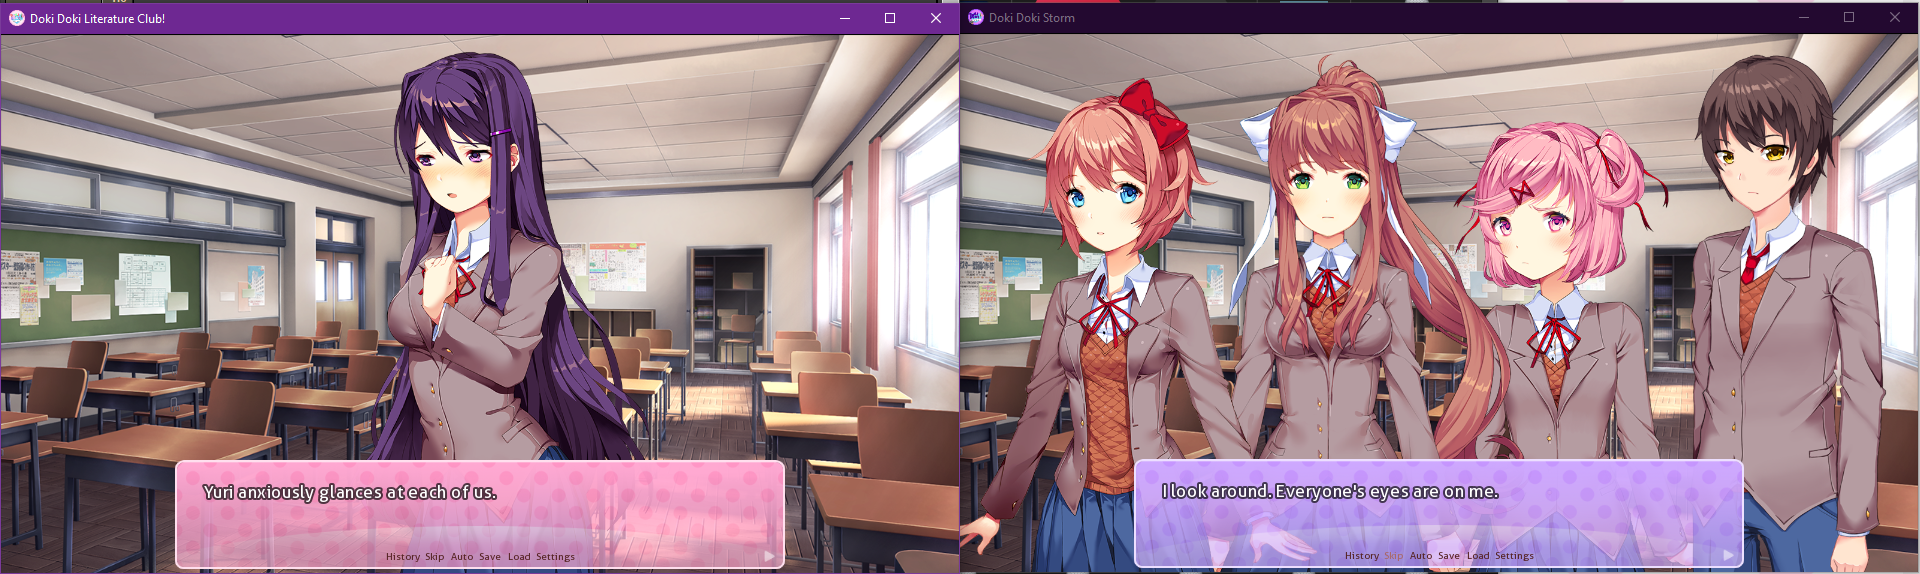 Doki Doki Literature Club!
Yuri anxiously glances at each of us.
History Skip Auto Save Load Settings
Doki Doki Storm
I look around. Everyone's eyes are on me.
History Skip Auto Save Load Settings